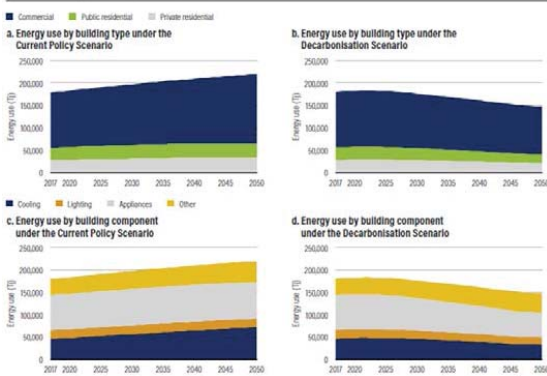 Commercial Public residential Private residential
a. Energy use by building type under the
Current Policy Scenario
250,000
200,000
150,000
100,000
50,000
0
Energy use (Tj)
2017 2020 2025 2030 2035 2040 2045 2050
b. Energy use by building type under the
Decarbonisation Scenario
250,000
200,000
150,000
100,000
50,000
0
Energy use (Tj)
2017 2020 2025 2030 2035 2040 2045 2050
Cooling Lighting Appliances Other
c. Energy use by building component
under the Current Policy Scenario
250,000
200,000
150,000
100,000
50,000
0
Energy use (Tj)
2017 2020 2025 2030 2035 2040 2045 2050
d. Energy use by building component
under the Decarbonisation Scenario
250,000
200,000
150,000
100,000
50,000
0
Energy use (Tj)
2017 2020 2025 2030 2035 2040 2045 2050